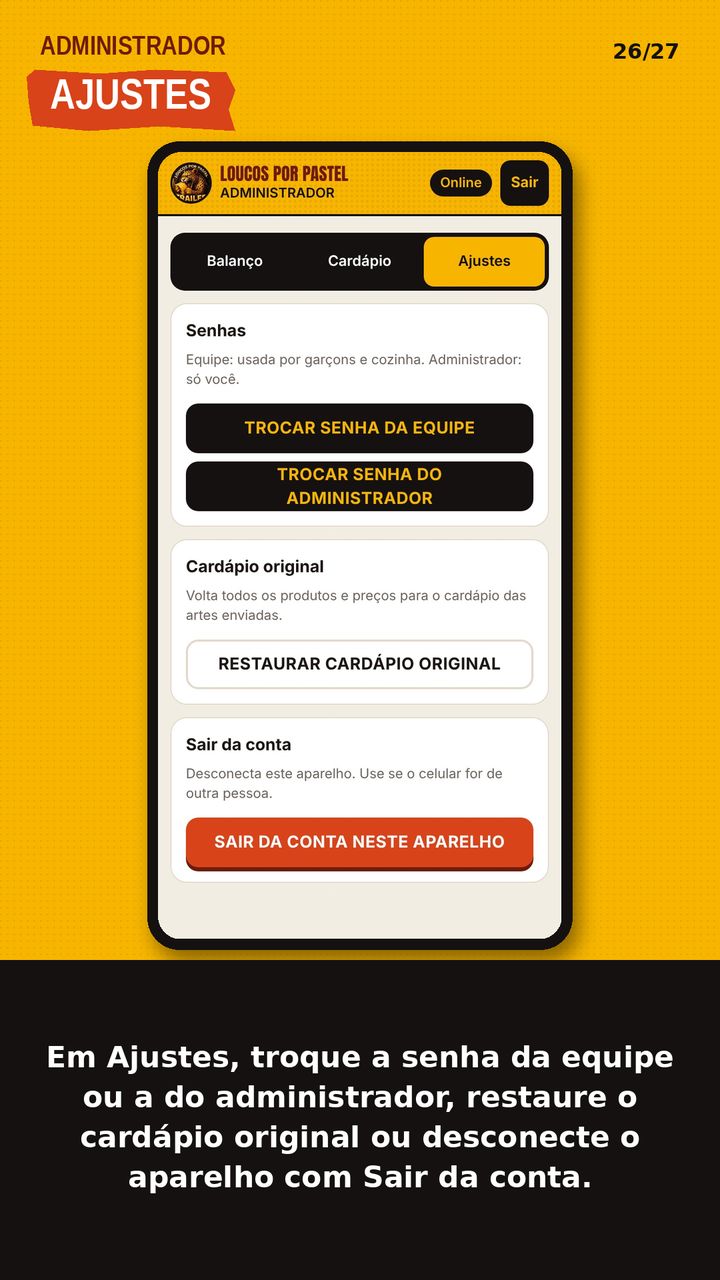 ADMINISTRADOR
26/27
AJUSTES
LOUCOS POR PASTEL
TRAILER
LOUCOS POR PASTEL
ADMINISTRADOR
Online
Sair
Balanço
Cardápio
Ajustes
Senhas
Equipe: usada por garçons e cozinha. Administrador:
só você.
TROCAR SENHA DA EQUIPE
TROCAR SENHA DO
ADMINISTRADOR
Cardápio original
Volta todos os produtos e preços para o cardápio das
artes enviadas.
RESTAURAR CARDÁPIO ORIGINAL
Sair da conta
Desconecta este aparelho. Use se o celular for de
outra pessoa.
SAIR DA CONTA NESTE APARELHO
Em Ajustes, troque a senha da equipe
ou a do administrador, restaure o
cardápio original ou desconecte o
aparelho com Sair da conta.